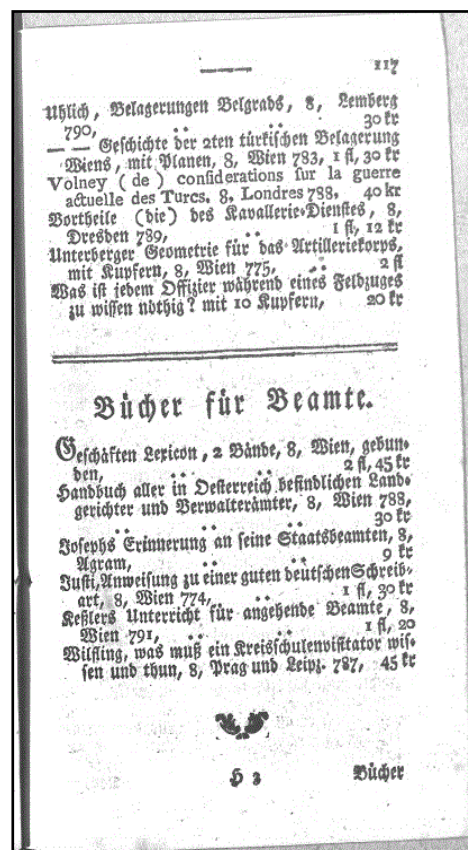 117
Uhlich, Belagerungen Belgrads, 8, Lemberg
790, .. .. 30 kr
— — Geschichte der 2ten türkischen Belagerung
Wiens, mit Planen, 8, Wien 783, 1 fl, 30 kr
Volney (de) considerations sur la guerre
actuelle des Turcs. 8. Londres 788. 40 kr
Vortheile (die) des Kavallerie-Dienstes, 8,
Dresden 789, .. 1 fl, 12 kr
Unterberger Geometrie für das Artilleriekorps,
mit Kupfern, 8, Wien 775, .. 2 fl
Was ist jedem Offizier während eines Feldzuges
zu wissen nöthig? mit 10 Kupfern, 20 kr
Bücher für Beamte.
Geschäften Lexicon, 2 Bände, 8, Wien, gebun-
den, .. .. 2 fl, 45 kr
Handbuch aller in Oesterreich befindlichen Land-
gerichter und Verwalterämter, 8, Wien 788,
.. .. 30 kr
Josephs Erinnerung an seine Staatsbeamten, 8,
Agram, .. .. 9 kr
Justi, Anweisung zu einer guten deutschen Schreib-
art, 8, Wien 774, .. 1 fl, 30 kr
Keßlers Unterricht für angehende Beamte, 8,
Wien 791, .. .. 1 fl, 20
Wilfling, was muß ein Kreisschulenvisitator wis-
sen und thun, 8, Prag und Leipz. 787, 45 kr
H 3 Bücher